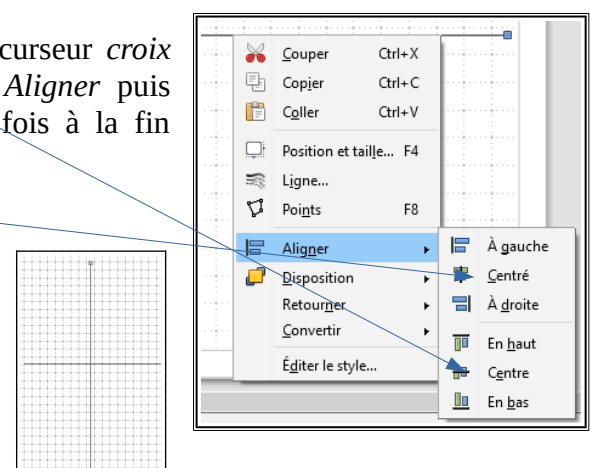 curseur croix
Aligner puis
fois à la fin
Couper Ctrl+X
Copier Ctrl+C
Coller Ctrl+V
Position et taille... F4
Ligne...
Points F8
Aligner
Disposition
Retourner
Convertir
Éditer le style...
À gauche
Centré
À droite
En haut
Centre
En bas